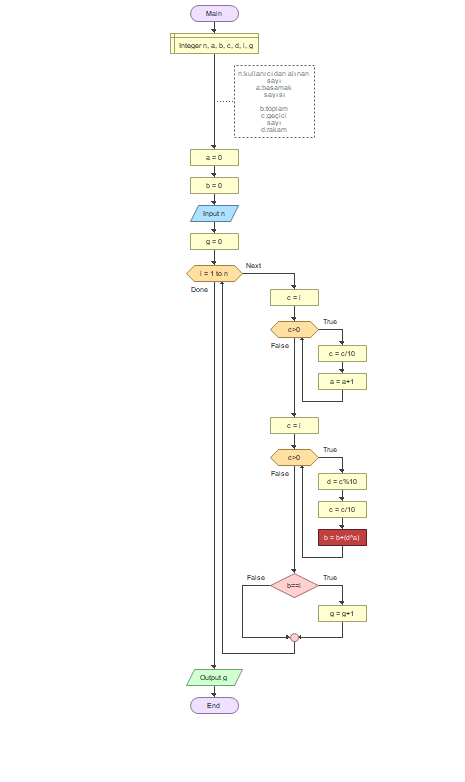 Main
Integer n, a, b, c, d, i, g
n:kullanıcıdan alınan
sayı
a:basamak
sayısı
b:toplam
c:geçici
sayı
d:rakam
a = 0
b = 0
Input n
g = 0
i = 1 to n
Next
Done
c = i
c>0
True
False
c = c/10
a = a+1
c = i
c>0
True
False
d = c%10
c = c/10
b = b+(d^a)
False
True
b==i
g = g+1
Output g
End